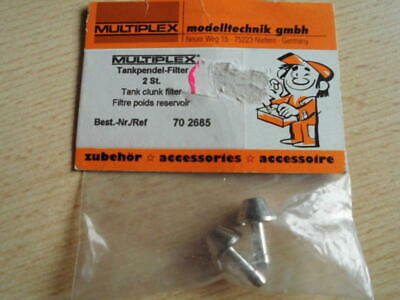 MULTIPLEX modelltechnik gmbh
Neuer Weg 15 · 75223 Niefern, Germany
MULTIPLEX®
Tankpendel-Filter
2 St.
Tank clunk filter
Filtre poids reservoir
Best.-Nr./Ref 70 2685
zubehör ☆ accessories ☆ accessoire